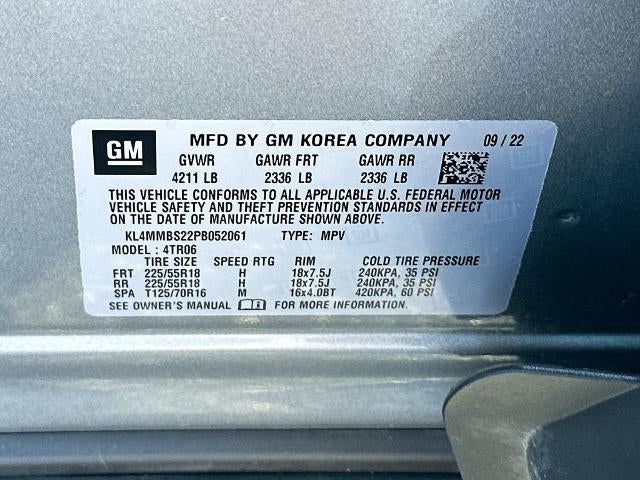 GM MFD BY GM KOREA COMPANY 09/22
GVWR GAWR FRT GAWR RR
4211 LB 2336 LB 2336 LB
THIS VEHICLE CONFORMS TO ALL APPLICABLE U.S. FEDERAL MOTOR
VEHICLE SAFETY AND THEFT PREVENTION STANDARDS IN EFFECT
ON THE DATE OF MANUFACTURE SHOWN ABOVE.
KL4MMBS22PB052061 TYPE: MPV
MODEL: 4TR06
TIRE SIZE SPEED RTG RIM COLD TIRE PRESSURE
FRT 225/55R18 H 18x7.5J 240KPA, 35 PSI
RR 225/55R18 H 18x7.5J 240KPA, 35 PSI
SPA T125/70R16 M 16x4.0BT 420KPA, 60 PSI
SEE OWNER'S MANUAL FOR MORE INFORMATION.